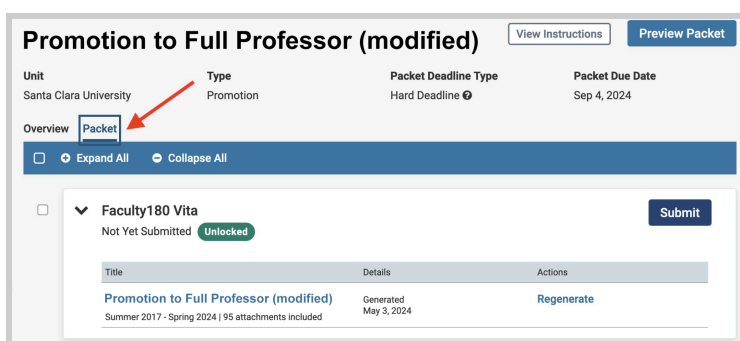 Promotion to Full Professor (modified)
View Instructions
Preview Packet
Unit
Type
Packet Deadline Type
Packet Due Date
Santa Clara University
Promotion
Hard Deadline
Sep 4, 2024
Overview
Packet
Expand All
Collapse All
Faculty180 Vita
Submit
Not Yet Submitted
Unlocked
Title
Details
Actions
Promotion to Full Professor (modified)
Generated
Regenerate
Summer 2017 - Spring 2024 | 95 attachments included
May 3, 2024